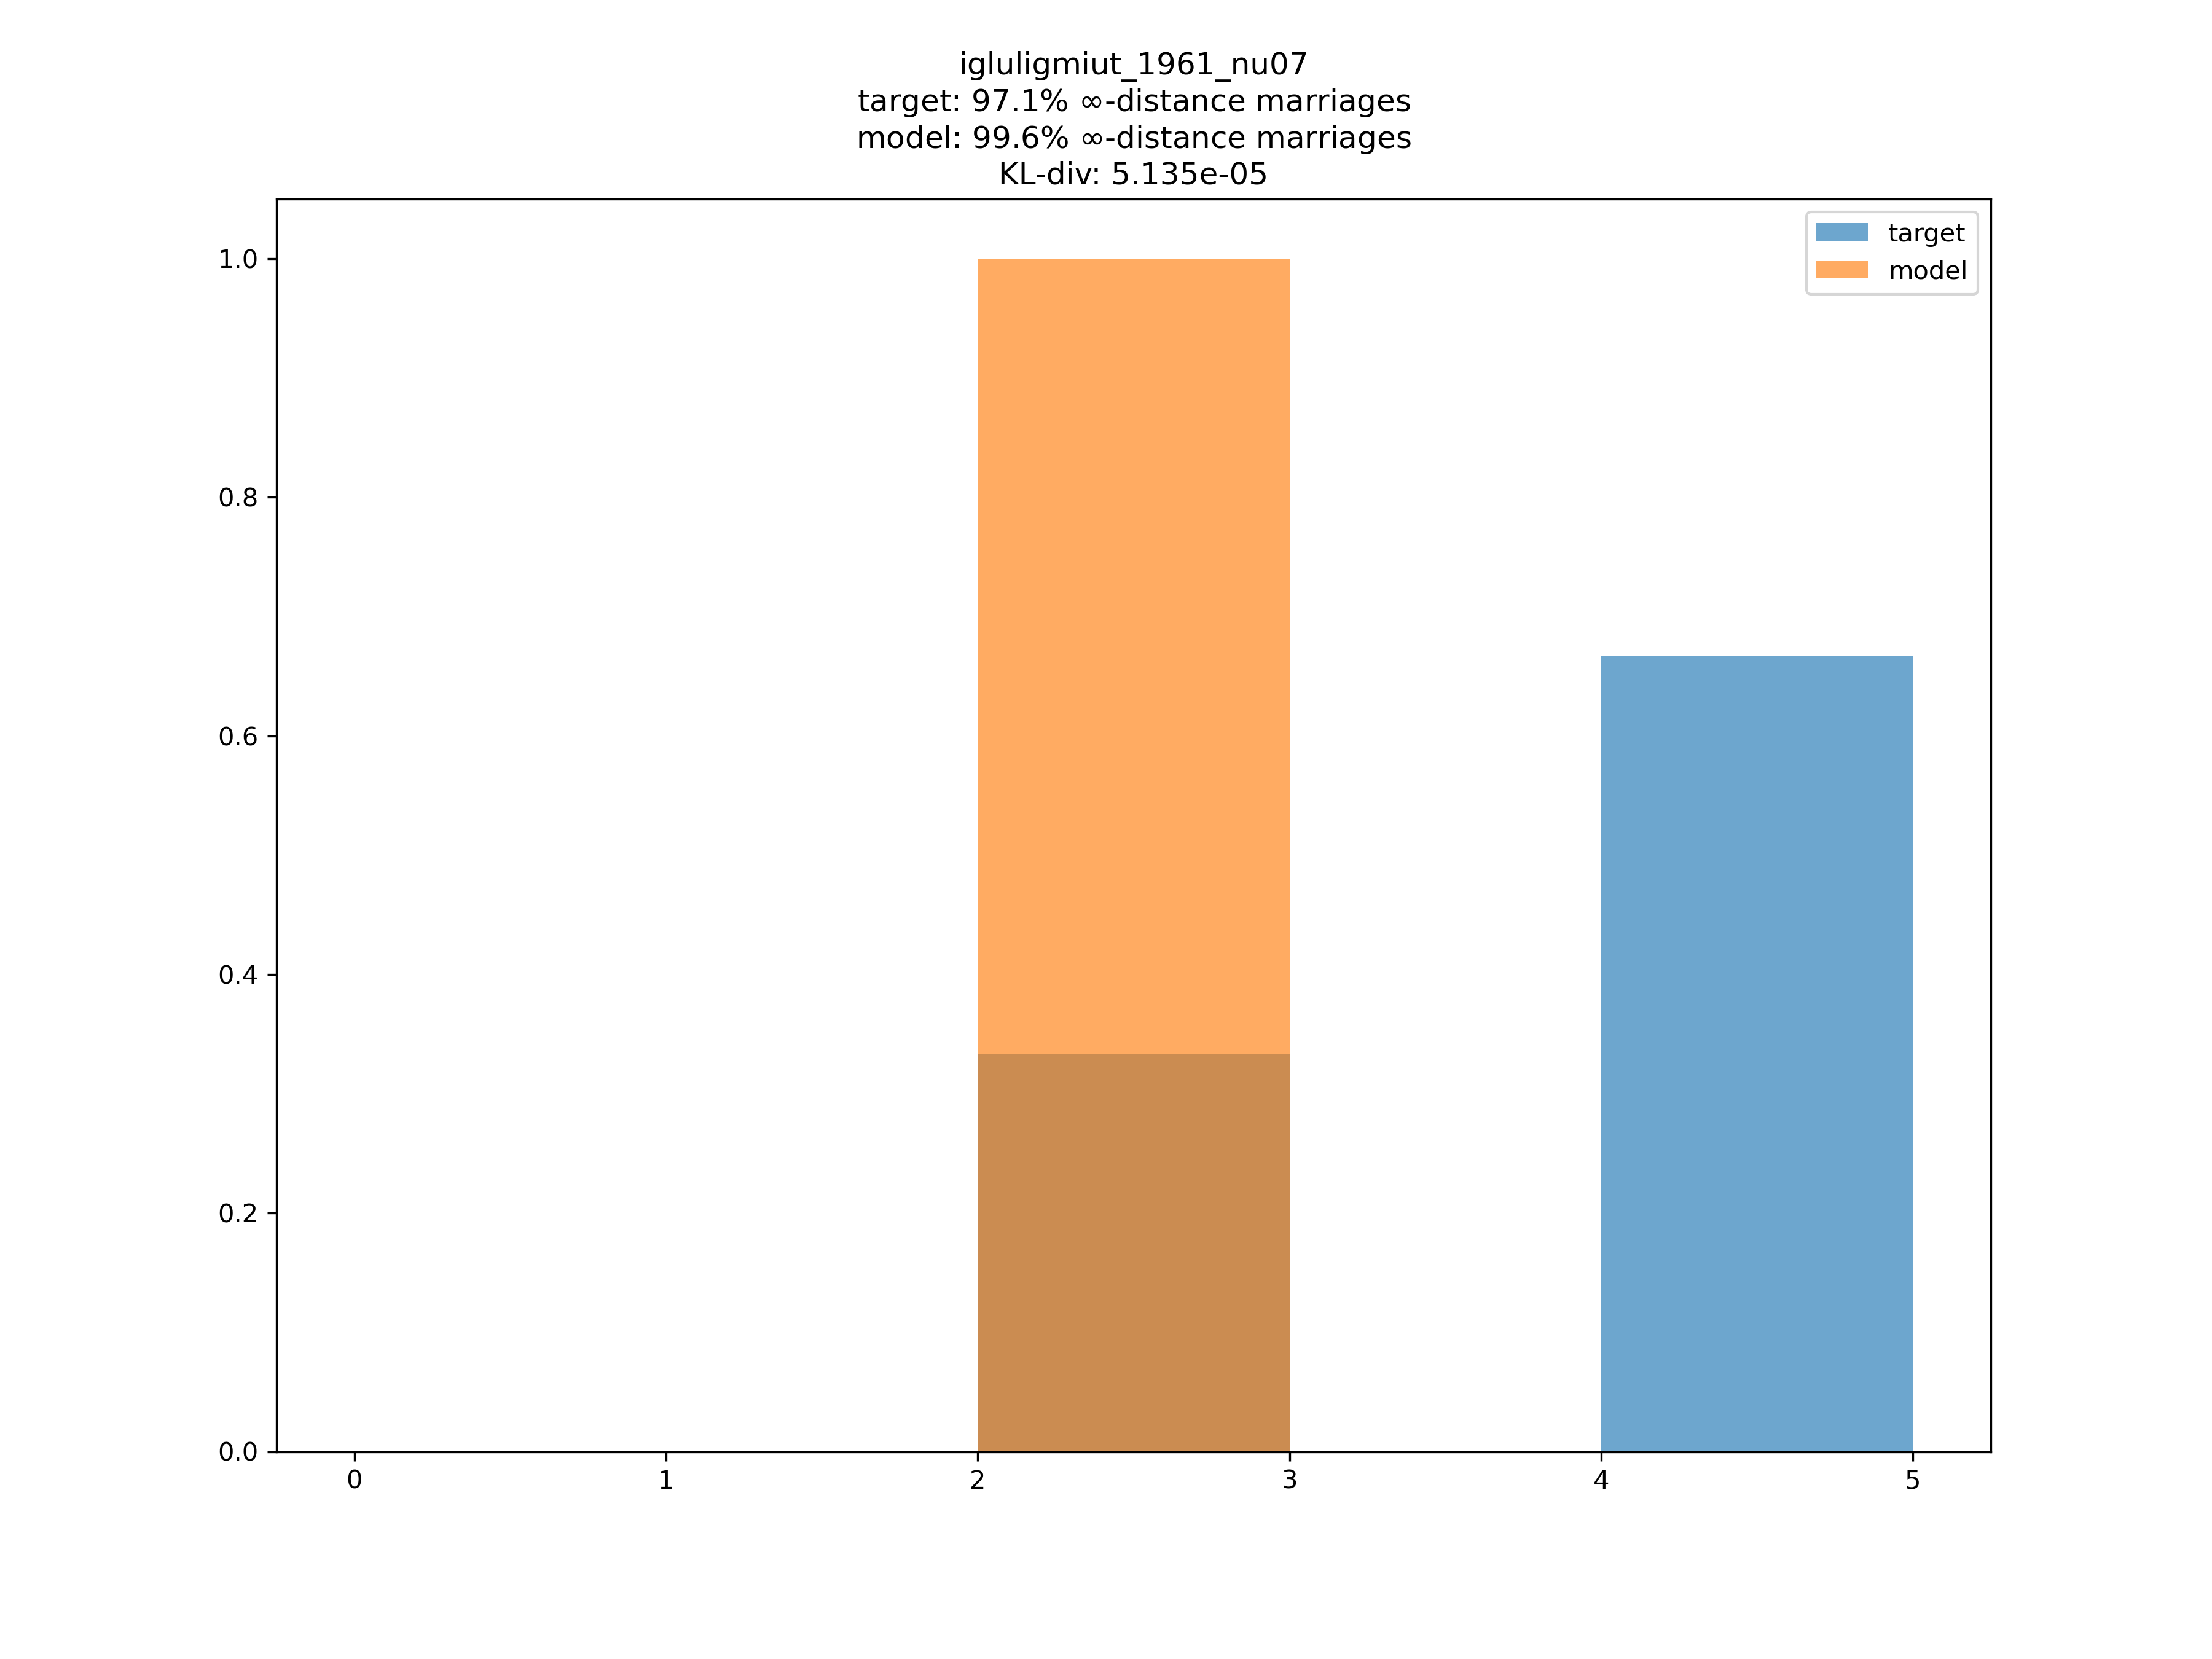 igluligmiut_1961_nu07
target: 97.1% ∞-distance marriages
model: 99.6% ∞-distance marriages
KL-div: 5.135e-05
target
model
1.0
0.8
0.6
0.4
0.2
0.0
0 1 2 3 4 5